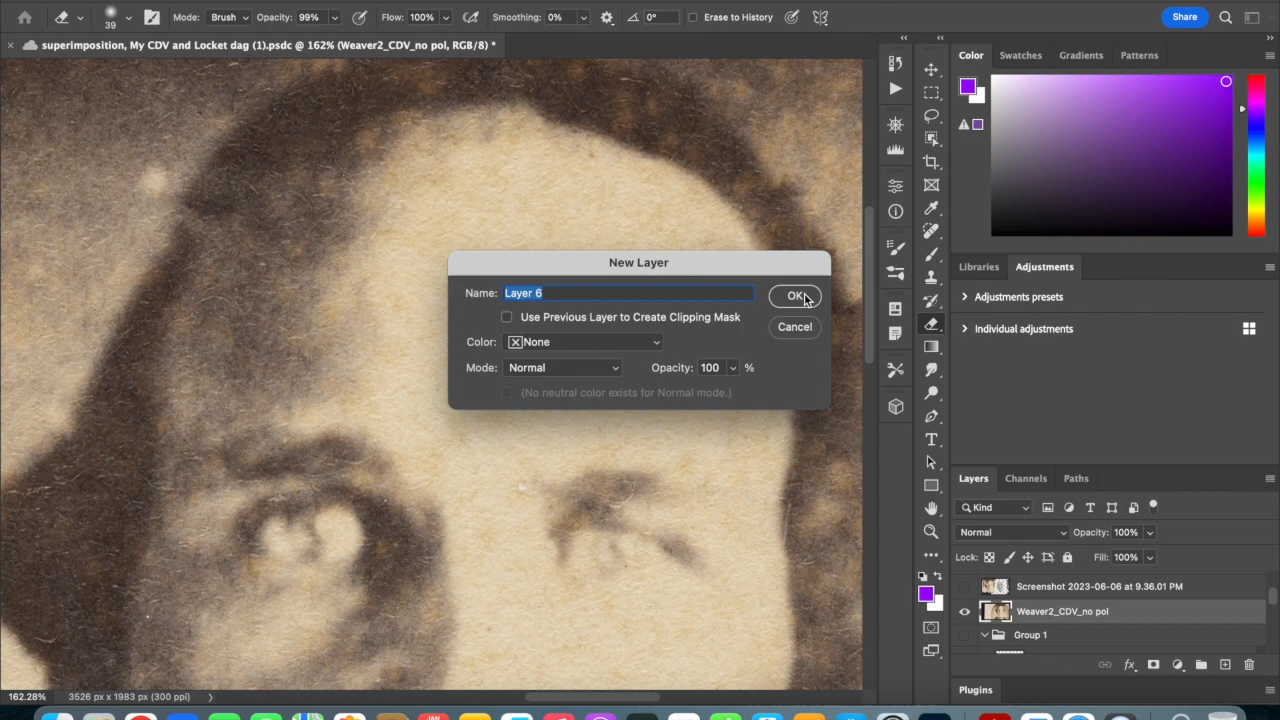 39
Mode: Brush Opacity: 99% Flow: 100% Smoothing: 0% 0° Erase to History Share
superimposition, My CDV and Locket dag (1).psdc @ 162% (Weaver2_CDV_no pol, RGB/8) *
Color Swatches Gradients Patterns
New Layer
Name: Layer 6
OK
Use Previous Layer to Create Clipping Mask
Cancel
Color: None
Mode: Normal Opacity: 100 %
(No neutral color exists for Normal mode.)
Libraries Adjustments
Adjustments presets
Individual adjustments
Layers Channels Paths
Kind
Normal Opacity: 100%
Lock: Fill: 100%
Screenshot 2023-06-06 at 9.36.01 PM
Weaver2_CDV_no pol
Group 1
fx
Plugins
162.28% 3526 px x 1983 px (300 ppi)
JAN